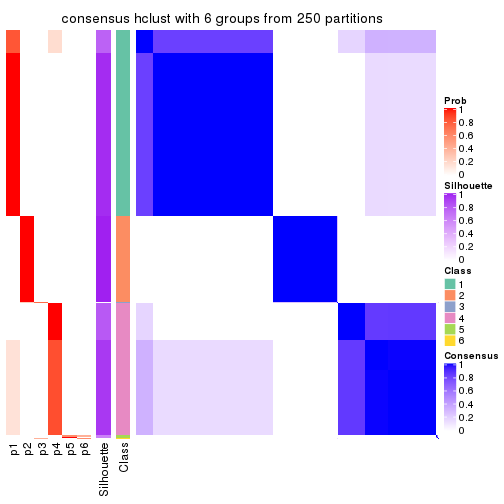 consensus hclust with 6 groups from 250 partitions
Prob
1
0.8
0.6
0.4
0.2
0
Silhouette
1
0.8
0.6
0.4
0.2
0
Class
1
2
3
4
5
6
Consensus
1
0.8
0.6
0.4
0.2
0
p1
p2
p3
p4
p5
p6
Silhouette
Class